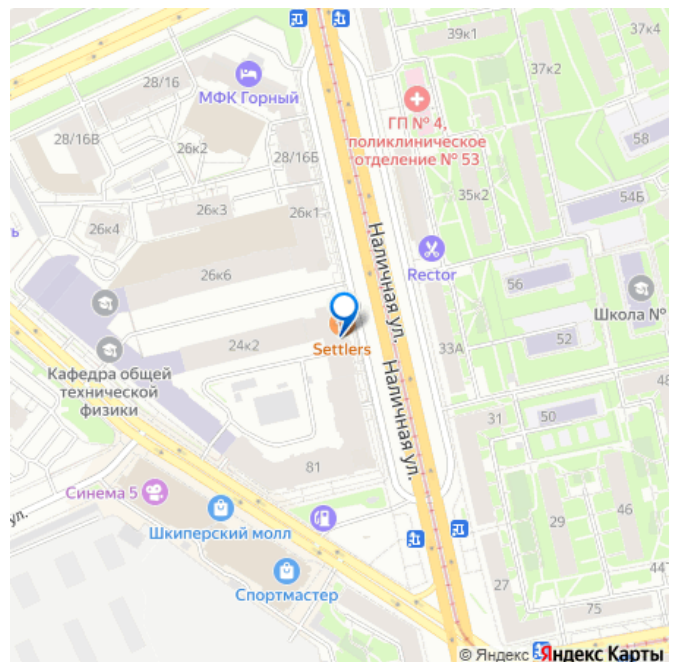 39к1
37к4
37к2
28/16
МФК Горный
ГП № 4,
поликлиническое
отделение № 53
28/16В
26к2
28/16Б
58
35к2
54Б
26к3
26к1
26к4
Наличная ул.
ь
26к6
Rector
56
Школа №
Settlers
24к2
33А
52
Кафедра общей
технической
физики
Наличная ул.
48
31
50
81
Синема 5
ул.
Шкиперский молл
29
46
Спортмастер
27
44
75
© Яндекс Яндекс Карты